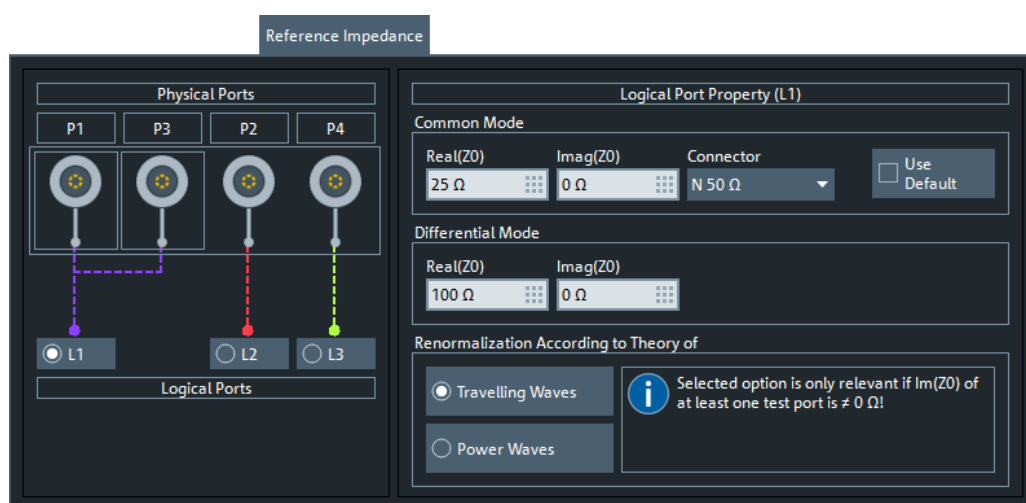 Reference Impedance
Physical Ports
P1 P3 P2 P4
L1 L2 L3
Logical Ports
Logical Port Property (L1)
Common Mode
Real(Z0) Imag(Z0) Connector
25 Ω 0 Ω N 50 Ω
Use
Default
Differential Mode
Real(Z0) Imag(Z0)
100 Ω 0 Ω
Renormalization According to Theory of
Travelling Waves
Power Waves
Selected option is only relevant if Im(Z0) of
at least one test port is ≠ 0 Ω!